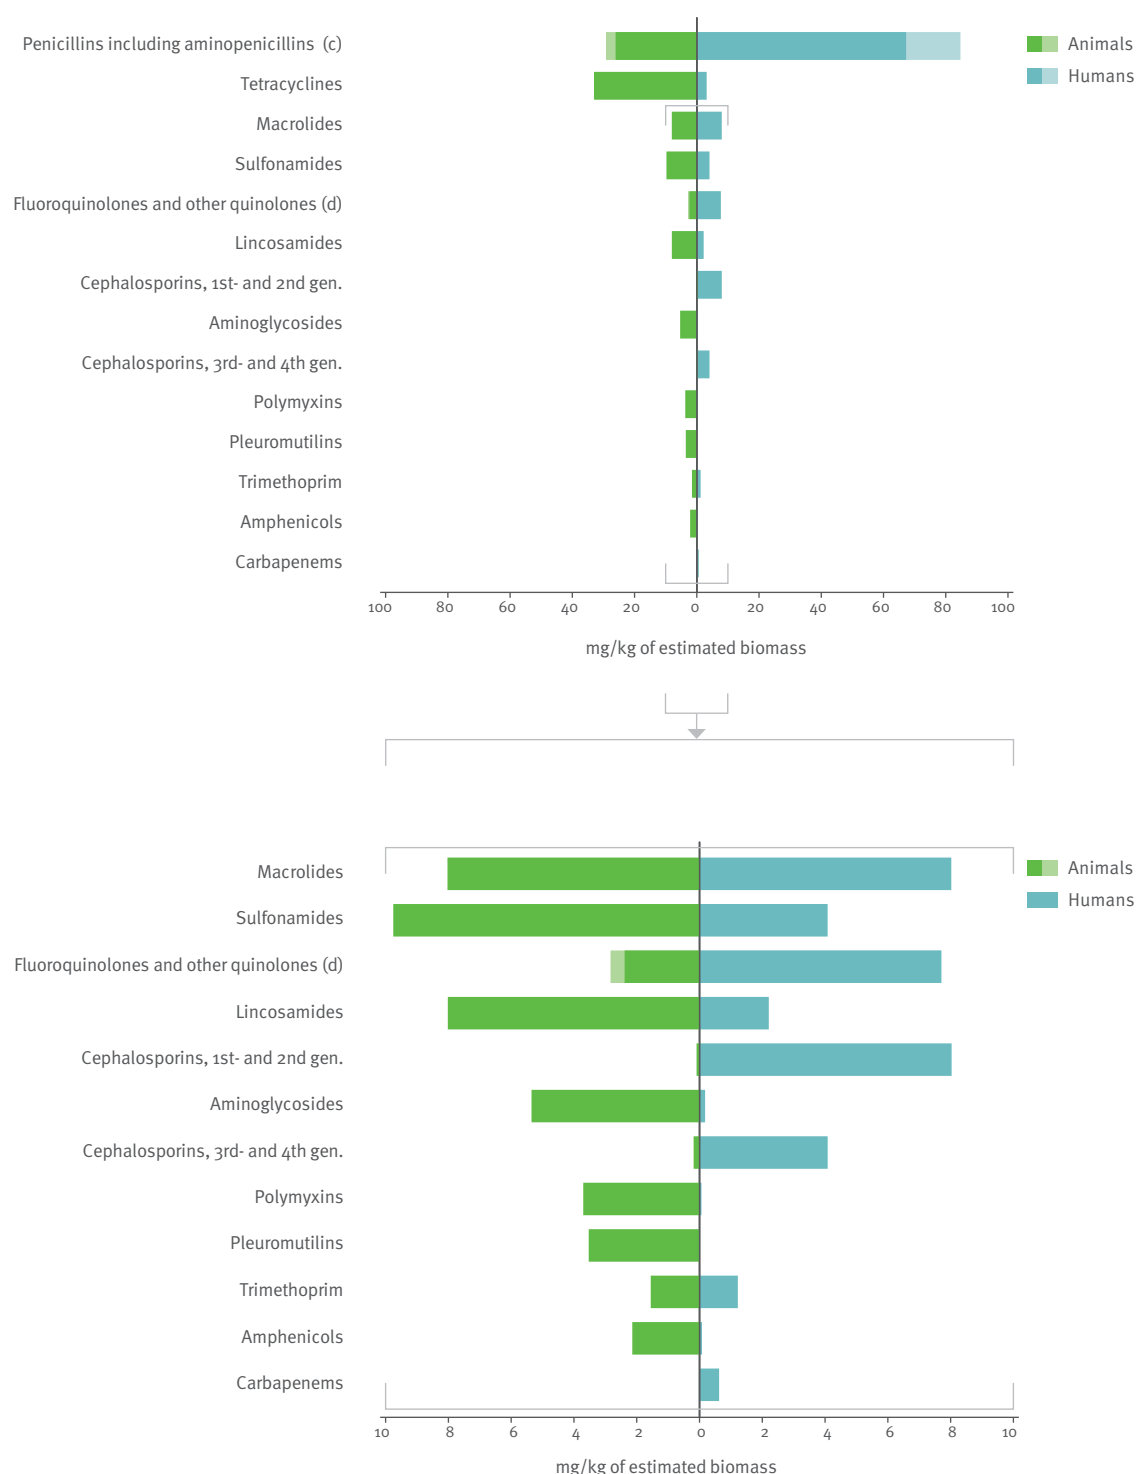 Penicillins including aminopenicillins (c)
Animals
Humans
Tetracyclines
Macrolides
Sulfonamides
Fluoroquinolones and other quinolones (d)
Lincosamides
Cephalosporins, 1st- and 2nd gen.
Aminoglycosides
Cephalosporins, 3rd- and 4th gen.
Polymyxins
Pleuromutilins
Trimethoprim
Amphenicols
Carbapenems
100 80 60 40 20 0 20 40 60 80 100
mg/kg of estimated biomass
Macrolides
Animals
Humans
Sulfonamides
Fluoroquinolones and other quinolones (d)
Lincosamides
Cephalosporins, 1st- and 2nd gen.
Aminoglycosides
Cephalosporins, 3rd- and 4th gen.
Polymyxins
Pleuromutilins
Trimethoprim
Amphenicols
Carbapenems
10 8 6 4 2 0 2 4 6 8 10
mg/kg of estimated biomass